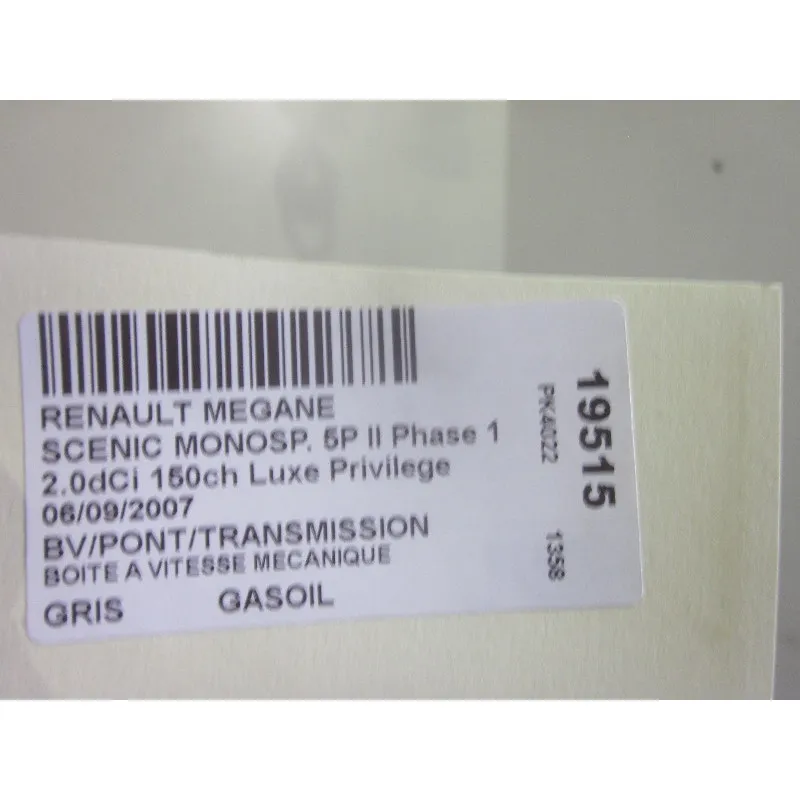 RENAULT MEGANE
SCENIC MONOSP. 5P II Phase 1
2.0dCi 150ch Luxe Privilege
06/09/2007
BV/PONT/TRANSMISSION
BOITE A VITESSE MECANIQUE
GRIS GASOIL
19515
PK4022
1358